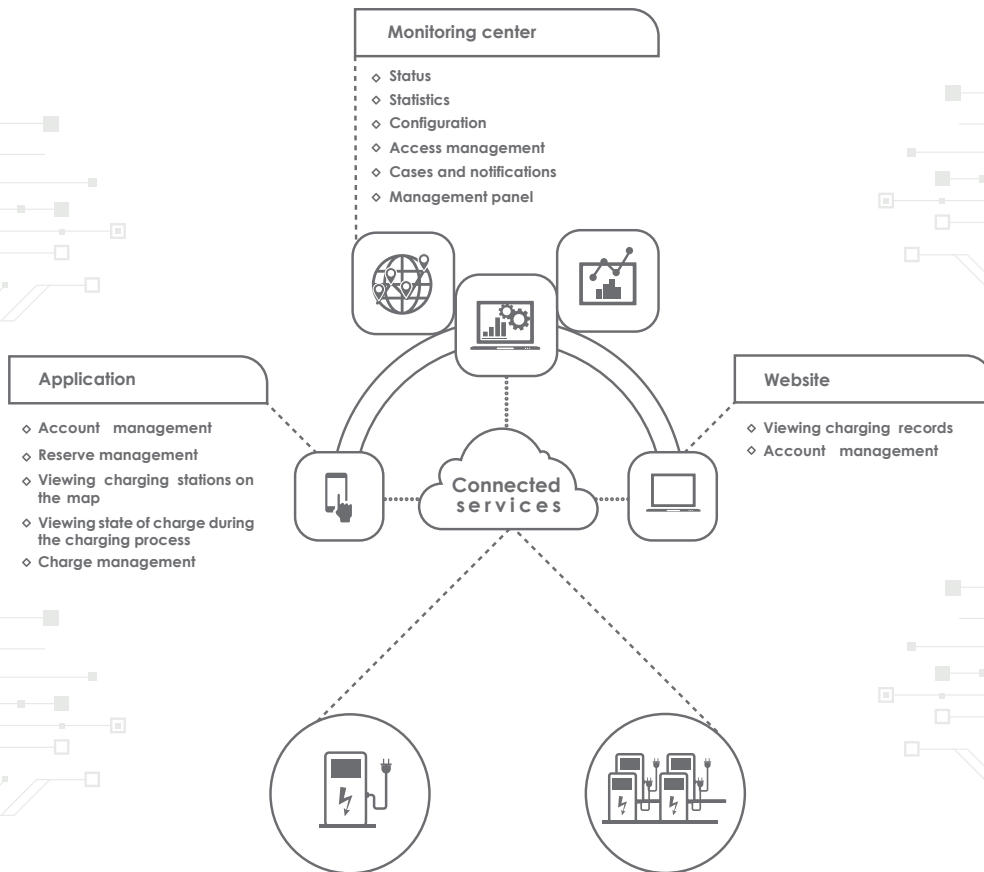 Monitoring center
Status
Statistics
Configuration
Access management
Cases and notifications
Management panel
Application
Account management
Reserve management
Viewing charging stations on
the map
Viewing state of charge during
the charging process
Charge management
Website
Viewing charging records
Account management
Connected
services